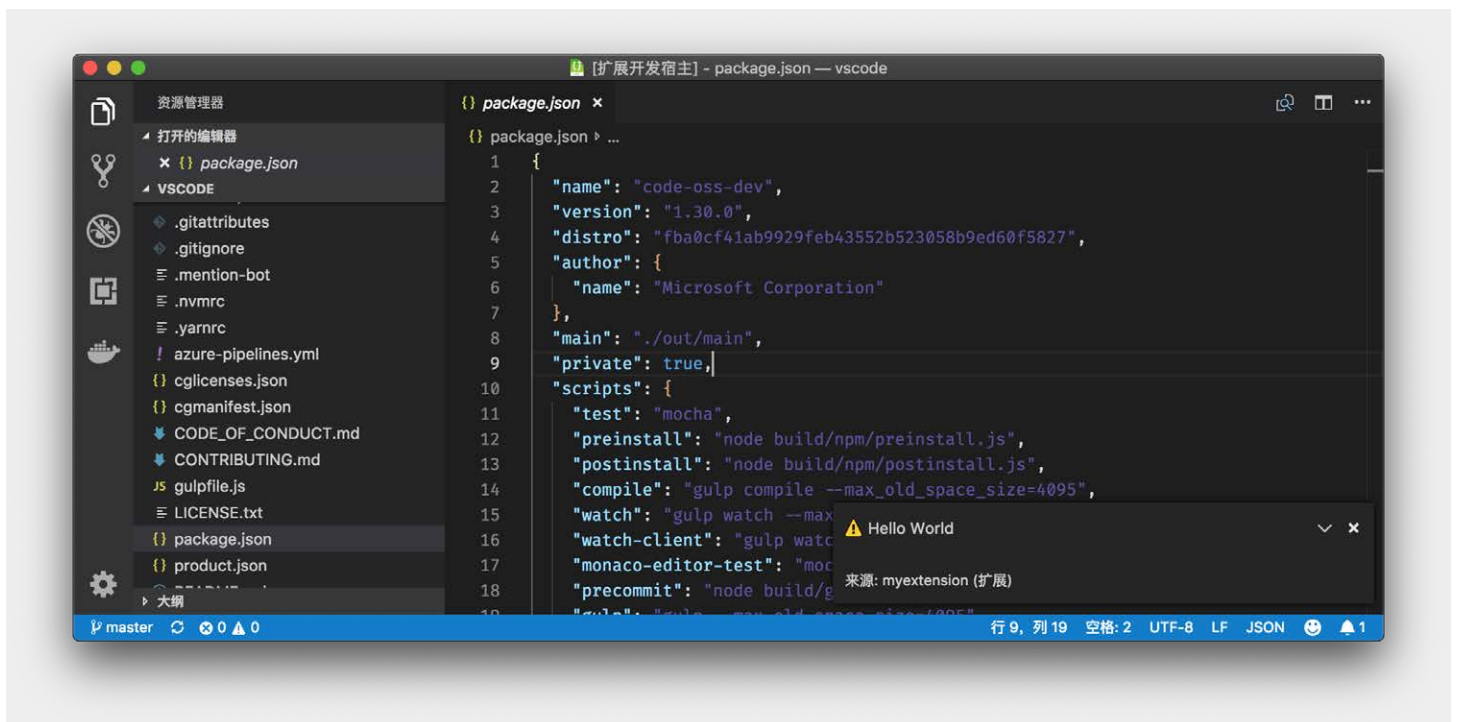 [扩展开发宿主] - package.json — vscode
资源管理器
打开的编辑器
{} package.json
VSCODE
.gitattributes
.gitignore
.mention-bot
.nvmrc
.yarnrc
! azure-pipelines.yml
{} cglicenses.json
{} cgmanifest.json
CODE_OF_CONDUCT.md
CONTRIBUTING.md
JS gulpfile.js
LICENSE.txt
{} package.json
{} product.json
大纲
{} package.json
{} package.json ...
1 {
2 "name": "code-oss-dev",
3 "version": "1.30.0",
4 "distro": "fba0cf41ab9929feb43552b523058b9ed60f5827",
5 "author": {
6 "name": "Microsoft Corporation"
7 },
8 "main": "./out/main",
9 "private": true,
10 "scripts": {
11 "test": "mocha",
12 "preinstall": "node build/npm/preinstall.js",
13 "postinstall": "node build/npm/postinstall.js",
14 "compile": "gulp compile --max_old_space_size=4095",
15 "watch": "gulp watch --max
16 "watch-client": "gulp watc
17 "monaco-editor-test": "moc
18 "precommit": "node build/g
Hello World
来源: myextension (扩展)
master 0 0 行 9，列 19 空格: 2 UTF-8 LF JSON 1